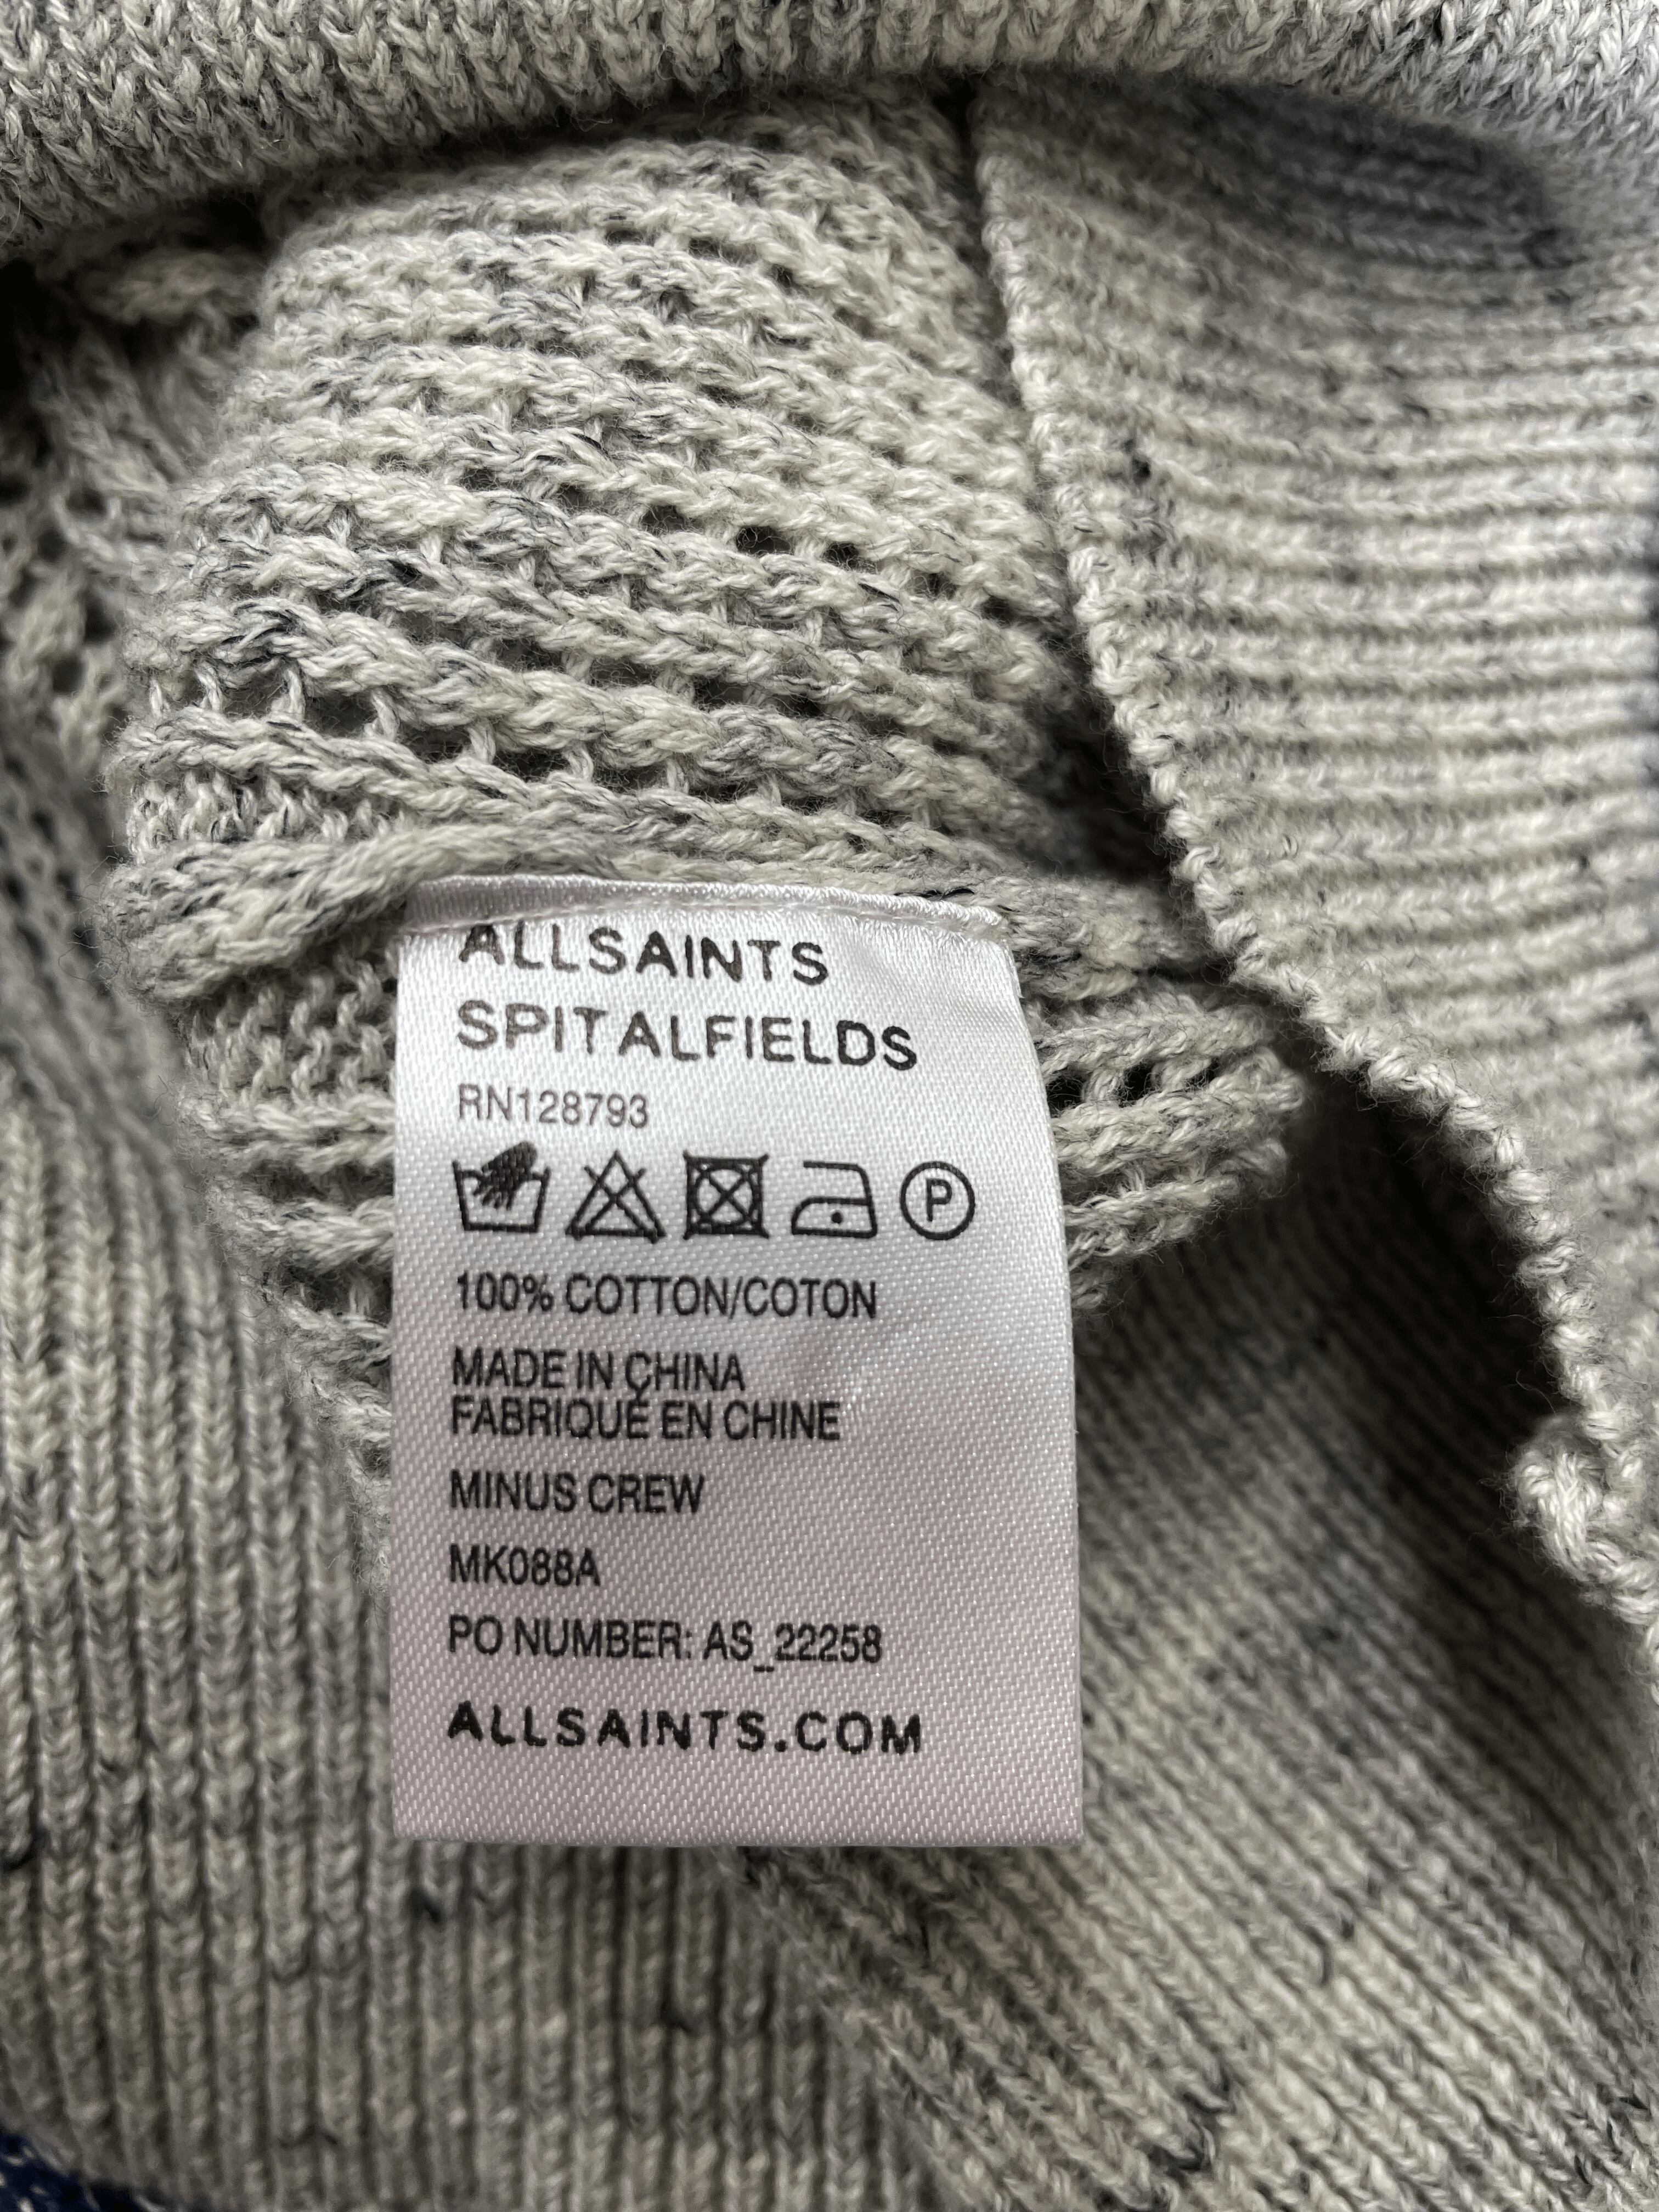 ALLSAINTS
SPITALFIELDS
RN128793
P
100% COTTON/COTON
MADE IN CHINA
FABRIQUÉ EN CHINE
MINUS CREW
MK088A
PO NUMBER: AS_22258
ALLSAINTS.COM